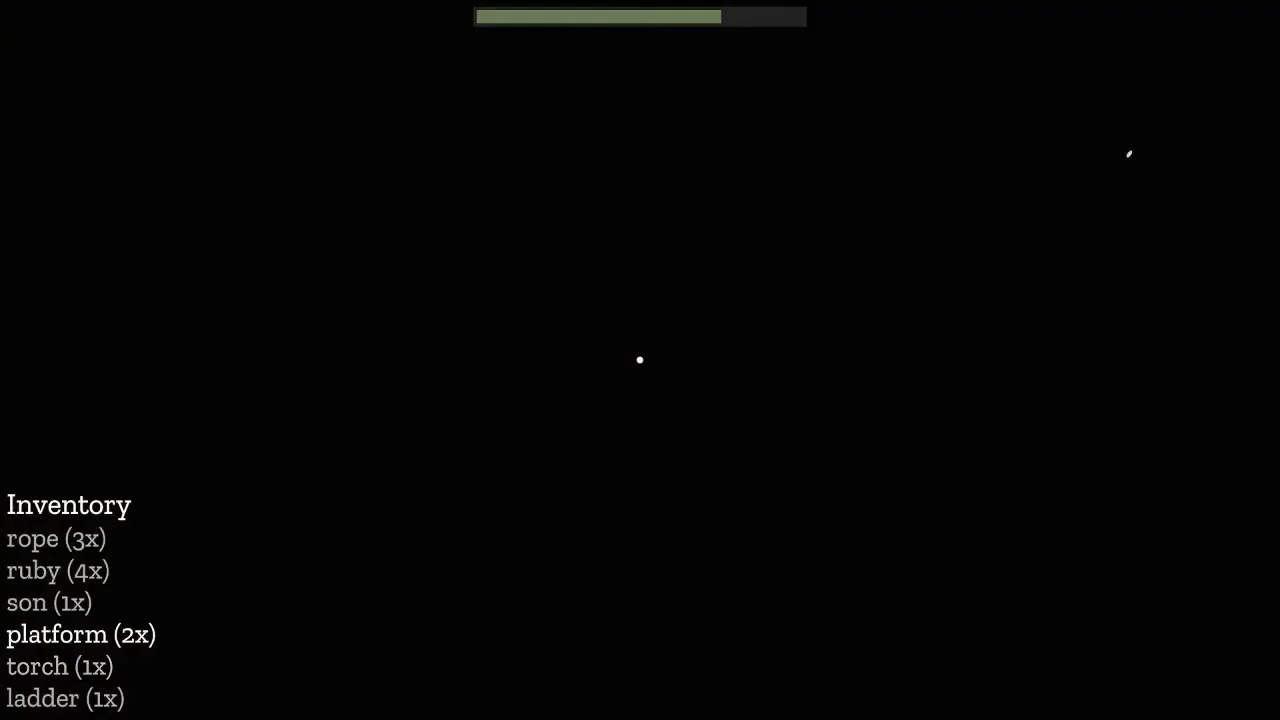 Inventory
rope (3x)
ruby (4x)
son (1x)
platform (2x)
torch (1x)
ladder (1x)